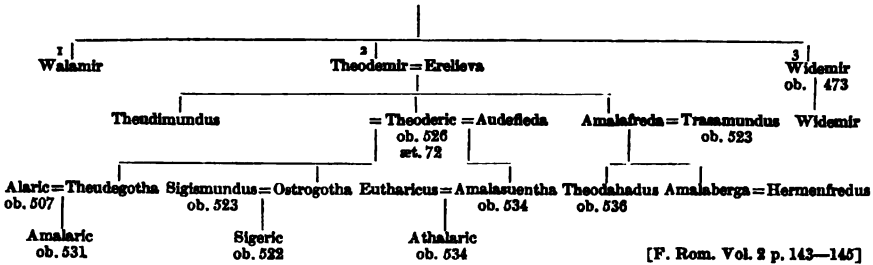 1 2 3
Walamir Theodemir = Erelieva Widemir
ob. 473
Theudimundus = Theoderic = Audefleda Amalafreda = Trasamundus Widemir
ob. 526 ob. 523
æt. 72
Alaric = Theudegotha Sigismundus = Ostrogotha Eutharicus = Amalasuentha Theodahadus Amalaberga = Hermenfredus
ob. 507 ob. 523 ob. 534 ob. 536
Amalaric Sigeric Athalaric
ob. 531 ob. 522 ob. 534 [F. Rom. Vol. 2 p. 143—145]